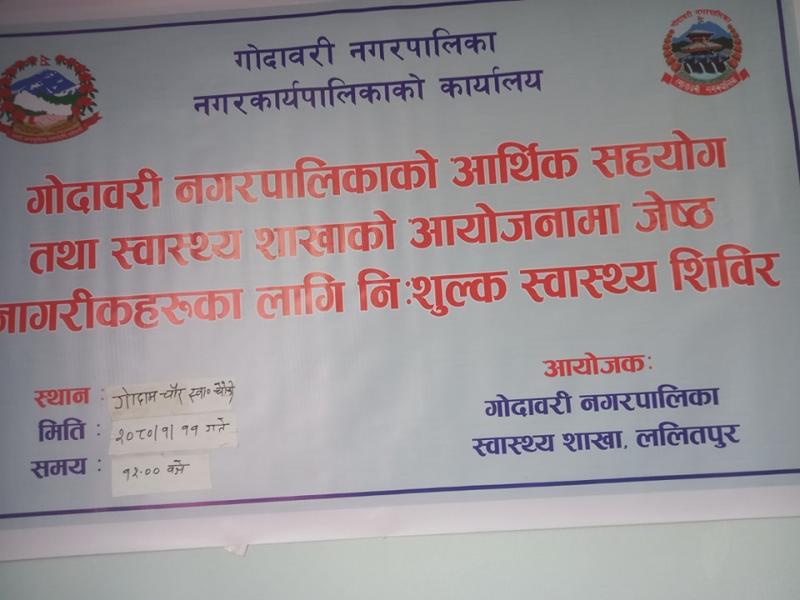 गोदावरी नगरपालिका
नगरकार्यपालिकाको कार्यालय
गोदावरी नगरपालिकाको आर्थिक सहयोग
तथा स्वास्थ्य शाखाको आयोजनामा जेष्ठ
नागरीकहरुका लागि नि:शुल्क स्वास्थ्य शिविर
स्थान : गोदाम-चौर स्वा०
मिति : २०८०/९/११ गते
समय : १२.०० बजे
आयोजक:
गोदावरी नगरपालिका
स्वास्थ्य शाखा, ललितपुर